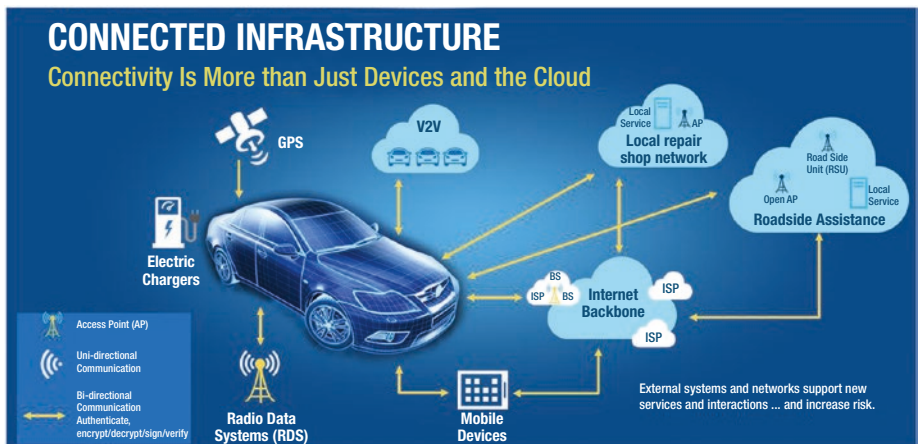 CONNECTED INFRASTRUCTURE
Connectivity Is More than Just Devices and the Cloud
GPS
V2V
Local
Service
AP
Local repair
shop network
Road Side
Unit (RSU)
Open AP
Local
Service
Roadside Assistance
Electric
Chargers
BS
ISP
BS
Internet
Backbone
ISP
ISP
Access Point (AP)
Uni-directional
Communication
Bi-directional
Communication
Authenticate,
encrypt/decrypt/sign/verify
Radio Data
Systems (RDS)
Mobile
Devices
External systems and networks support new
services and interactions ... and increase risk.